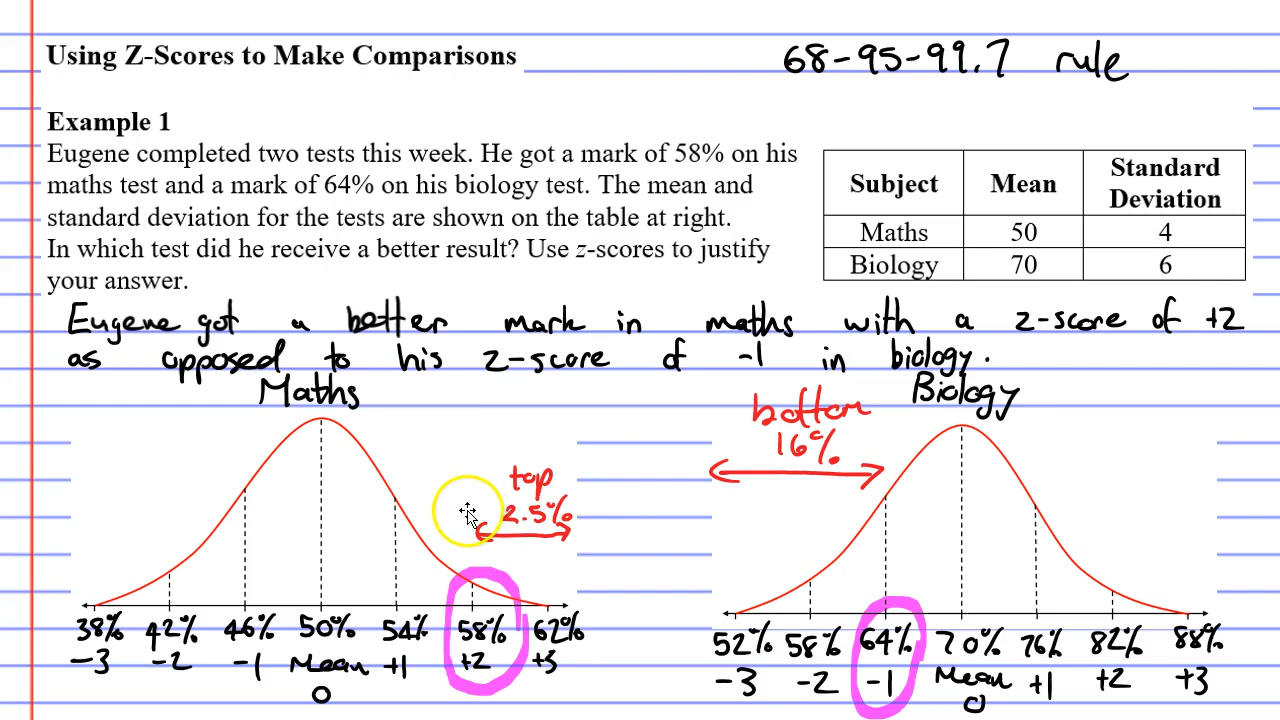 Using Z-Scores to Make Comparisons
68-95-99.7 rule
Example 1
Eugene completed two tests this week. He got a mark of 58% on his
maths test and a mark of 64% on his biology test. The mean and
standard deviation for the tests are shown on the table at right.
In which test did he receive a better result? Use z-scores to justify
your answer.
Subject Mean Standard Deviation
Maths 50 4
Biology 70 6
Eugene got a better mark in maths with a z-score of +2
as opposed to his z-score of -1 in biology.
Maths
top
2.5%
38% 42% 46% 50% 54% 58% 62%
-3 -2 -1 Mean +1 +2 +3
0
Biology
bottom
16%
52% 58% 64% 70% 76% 82% 88%
-3 -2 -1 Mean +1 +2 +3
0